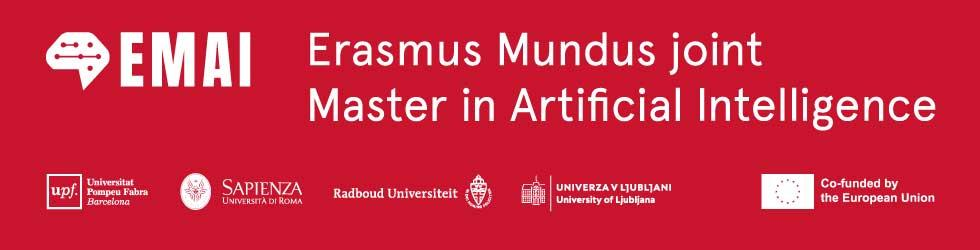 EMAI
Erasmus Mundus joint
Master in Artificial Intelligence
upf.
Universitat
Pompeu Fabra
Barcelona
SAPIENZA
UNIVERSITÀ DI ROMA
Radboud Universiteit
UNIVERZA V LJUBLJANI
University of Ljubljana
Co-funded by
the European Union